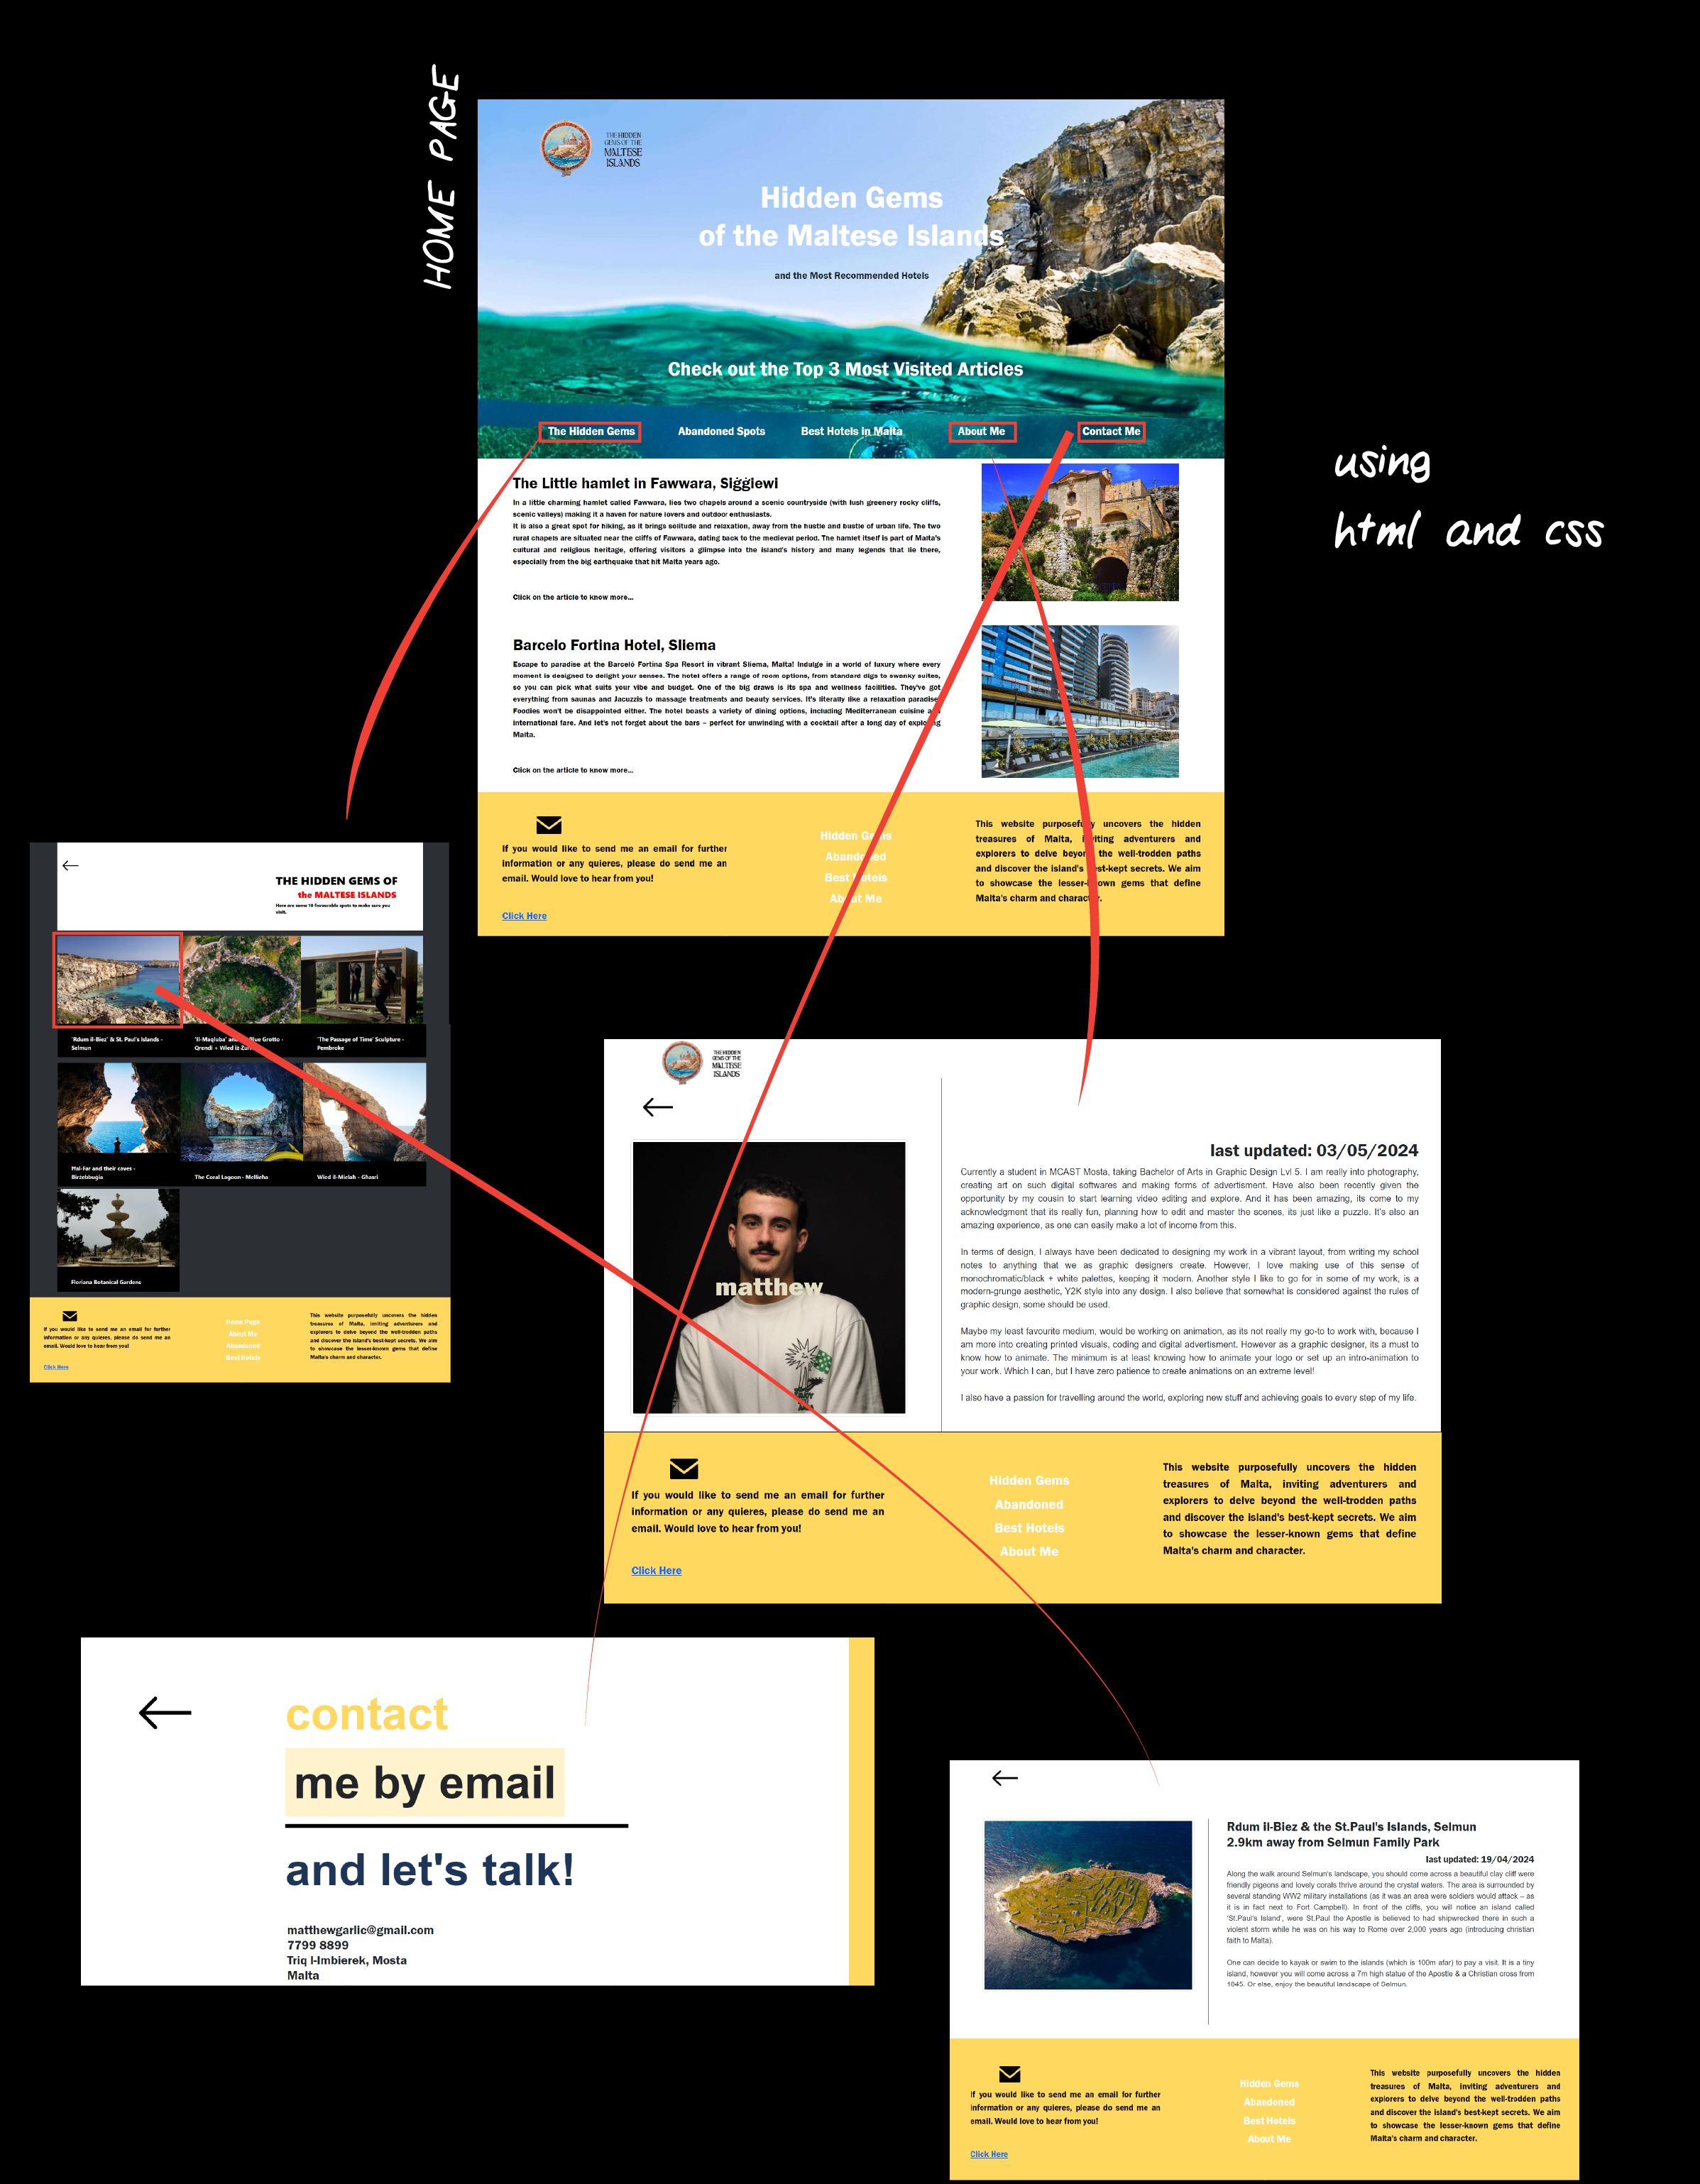 HOME PAGE
THE HIDDEN
GEMS OF THE
MALTESE
ISLANDS
Hidden Gems
of the Maltese Islands
and the Most Recommended Hotels
Check out the Top 3 Most Visited Articles
The Hidden Gems
Abandoned Spots
Best Hotels in Malta
About Me
Contact Me
using
html and css
The Little hamlet in Fawwara, Siġġiewi
In a little charming hamlet called Fawwara, lies two chapels around a scenic countryside (with lush greenery rocky cliffs,
scenic valleys) making it a haven for nature lovers and outdoor enthusiasts.
It is also a great spot for hiking, as it brings solitude and relaxation, away from the hustle and bustle of urban life. The two
rural chapels are situated near the cliffs of Fawwara, dating back to the medieval period. The hamlet itself is part of Malta's
cultural and religious heritage, offering visitors a glimpse into the island's history and many legends that lie there,
especially from the big earthquake that hit Malta years ago.
Click on the article to know more...
Barcelo Fortina Hotel, Sliema
Escape to paradise at the Barceló Fortina Spa Resort in vibrant Sliema, Malta! Indulge in a world of luxury where every
moment is designed to delight your senses. The hotel offers a range of room options, from standard digs to swanky suites,
so you can pick what suits your vibe and budget. One of the big draws is its spa and wellness facilities. They've got
everything from saunas and Jacuzzis to massage treatments and beauty services. It's literally like a relaxation paradise.
Foodies won't be disappointed either. The hotel boasts a variety of dining options, including Mediterranean cuisine and
international fare. And let's not forget about the bars – perfect for unwinding with a cocktail after a long day of exploring
Malta.
Click on the article to know more...
If you would like to send me an email for further
information or any quieres, please do send me an
email. Would love to hear from you!
Click Here
Hidden Gems
Abandoned
Best Hotels
About Me
This website purposefully uncovers the hidden
treasures of Malta, inviting adventurers and
explorers to delve beyond the well-trodden paths
and discover the island's best-kept secrets. We aim
to showcase the lesser-known gems that define
Malta's charm and character.
THE HIDDEN GEMS OF
the MALTESE ISLANDS
Here are some 10 favourable spots to make sure you
visit.
'Rdum il-Biez' & St. Paul's Islands -
Selmun
'Il-Maqluba' and Blue Grotto -
Qrendi + Wied iż-Żurrieq
'The Passage of Time' Sculpture -
Pembroke
Ħal-Far and their caves -
Birżebbuġia
The Coral Lagoon - Mellieħa
Wied il-Mielaħ - Għasri
Floriana Botanical Gardens
If you would like to send me an email for further
information or any quieres, please do send me an
email. Would love to hear from you!
Click Here
Home Page
About Me
Abandoned
Best Hotels
This website purposefully uncovers the hidden
treasures of Malta, inviting adventurers and
explorers to delve beyond the well-trodden paths
and discover the island's best-kept secrets. We aim
to showcase the lesser-known gems that define
Malta's charm and character.
THE HIDDEN
GEMS OF THE
MALTESE
ISLANDS
matthew
last updated: 03/05/2024
Currently a student in MCAST Mosta, taking Bachelor of Arts in Graphic Design Lvl 5. I am really into photography,
creating art on such digital softwares and making forms of advertisment. Have also been recently given the
opportunity by my cousin to start learning video editing and explore. And it has been amazing, its come to my
acknowledgment that its really fun, planning how to edit and master the scenes, its just like a puzzle. It's also an
amazing experience, as one can easily make a lot of income from this.
In terms of design, I always have been dedicated to designing my work in a vibrant layout, from writing my school
notes to anything that we as graphic designers create. However, I love making use of this sense of
monochromatic/black + white palettes, keeping it modern. Another style I like to go for in some of my work, is a
modern-grunge aesthetic, Y2K style into any design. I also believe that somewhat is considered against the rules of
graphic design, some should be used.
Maybe my least favourite medium, would be working on animation, as its not really my go-to to work with, because I
am more into creating printed visuals, coding and digital advertisment. However as a graphic designer, its a must to
know how to animate. The minimum is at least knowing how to animate your logo or set up an intro-animation to
your work. Which I can, but I have zero patience to create animations on an extreme level!
I also have a passion for travelling around the world, exploring new stuff and achieving goals to every step of my life.
If you would like to send me an email for further
information or any quieres, please do send me an
email. Would love to hear from you!
Click Here
Hidden Gems
Abandoned
Best Hotels
About Me
This website purposefully uncovers the hidden
treasures of Malta, inviting adventurers and
explorers to delve beyond the well-trodden paths
and discover the island's best-kept secrets. We aim
to showcase the lesser-known gems that define
Malta's charm and character.
contact
me by email
and let's talk!
matthewgarlic@gmail.com
7799 8899
Triq l-Imbierek, Mosta
Malta
Rdum il-Biez & the St.Paul's Islands, Selmun
2.9km away from Selmun Family Park
last updated: 19/04/2024
Along the walk around Selmun's landscape, you should come across a beautiful clay cliff were
friendly pigeons and lovely corals thrive around the crystal waters. The area is surrounded by
several standing WW2 military installations (as it was an area were soldiers would attack – as
it is in fact next to Fort Campbell). In front of the cliffs, you will notice an island called
'St.Paul's Island', were St.Paul the Apostle is believed to had shipwrecked there in such a
violent storm while he was on his way to Rome over 2,000 years ago (introducing christian
faith to Malta).
One can decide to kayak or swim to the islands (which is 100m afar) to pay a visit. It is a tiny
island, however you will come across a 7m high statue of the Apostle & a Christian cross from
1845. Or else, enjoy the beautiful landscape of Selmun.
If you would like to send me an email for further
information or any quieres, please do send me an
email. Would love to hear from you!
Click Here
Hidden Gems
Abandoned
Best Hotels
About Me
This website purposefully uncovers the hidden
treasures of Malta, inviting adventurers and
explorers to delve beyond the well-trodden paths
and discover the island's best-kept secrets. We aim
to showcase the lesser-known gems that define
Malta's charm and character.